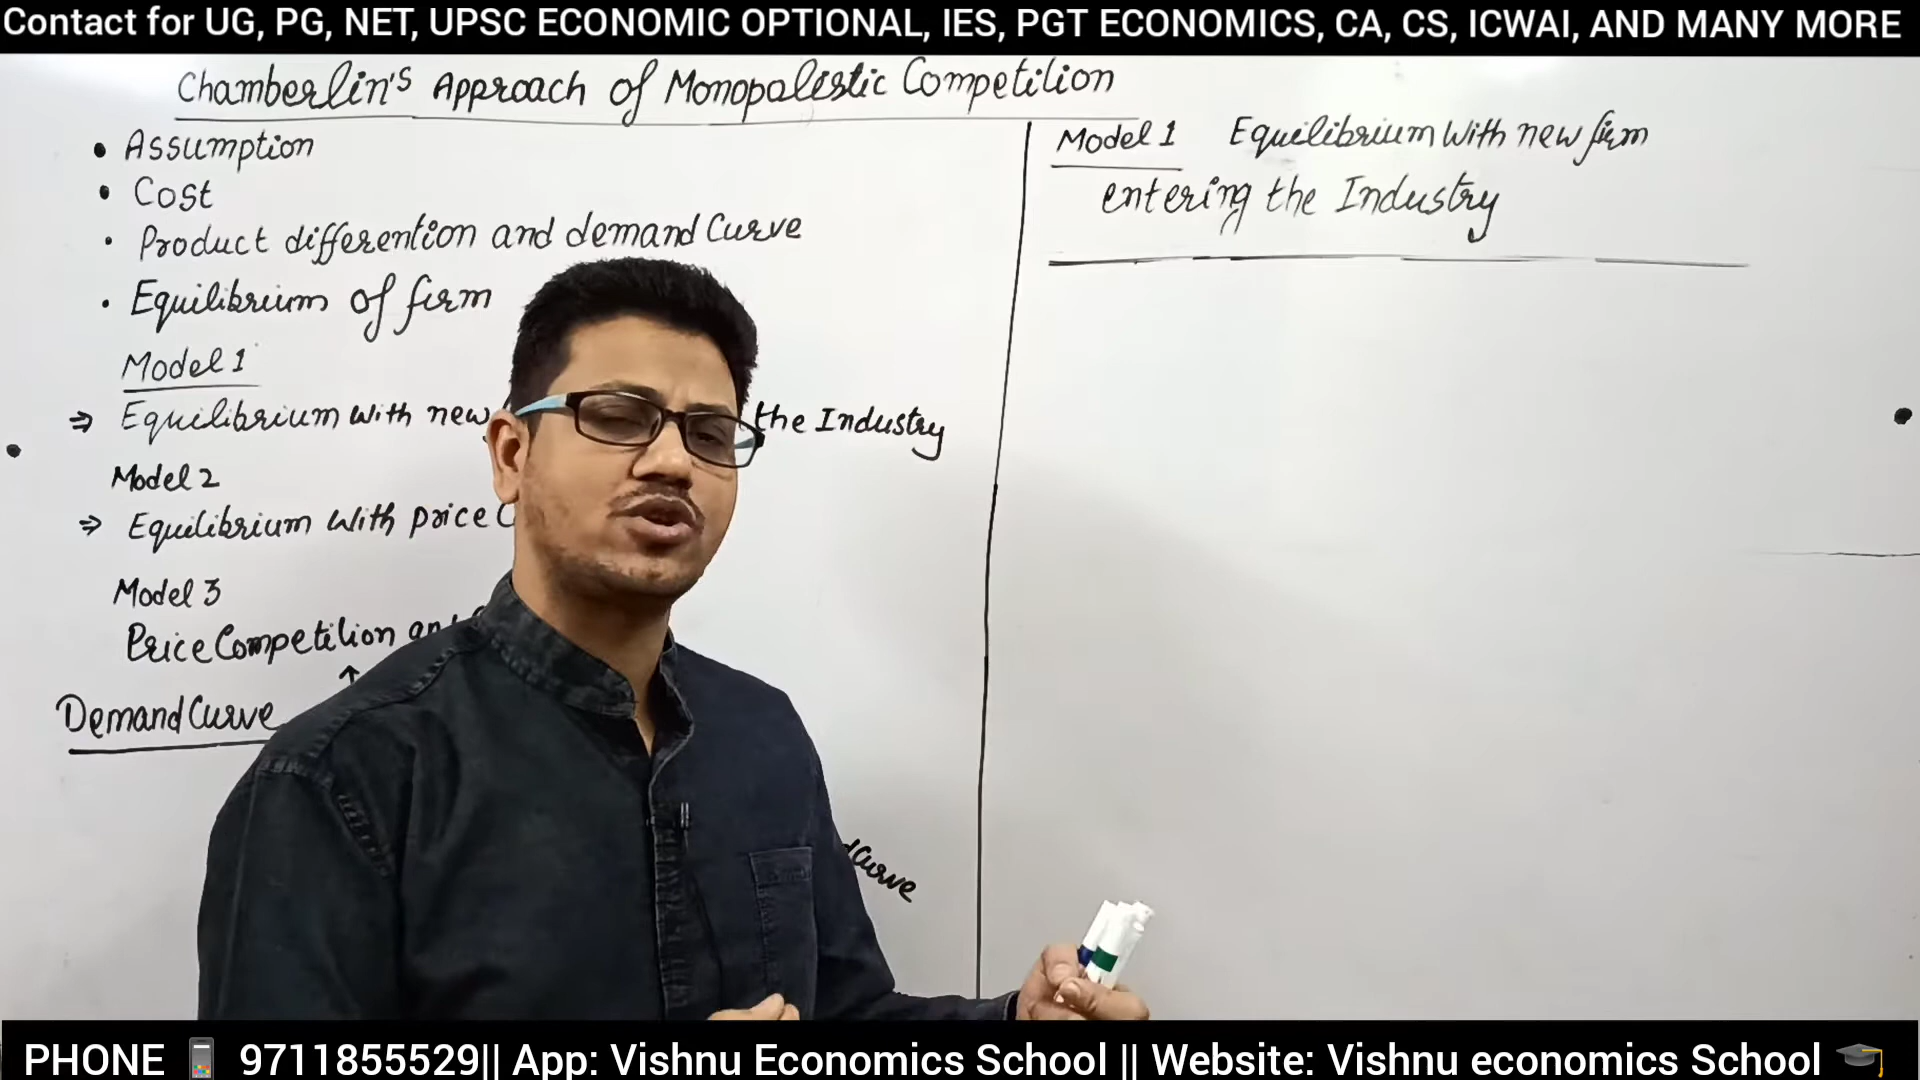 Contact for UG, PG, NET, UPSC ECONOMIC OPTIONAL, IES, PGT ECONOMICS, CA, CS, ICWAI, AND MANY MORE
Chamberlin's Approach of Monopalistic Competition
• Assumption
• Cost
• Product differention and demand Curve
• Equilibrium of firm
Model 1
⇒ Equilibrium with new the Industry
Model 2
⇒ Equilibrium with price
Model 3
Price Competition
Demand Curve
Curve
Model 1 Equilibrium with new firm
entering the Industry
PHONE 📱 9711855529|| App: Vishnu Economics School || Website: Vishnu economics School 🎓